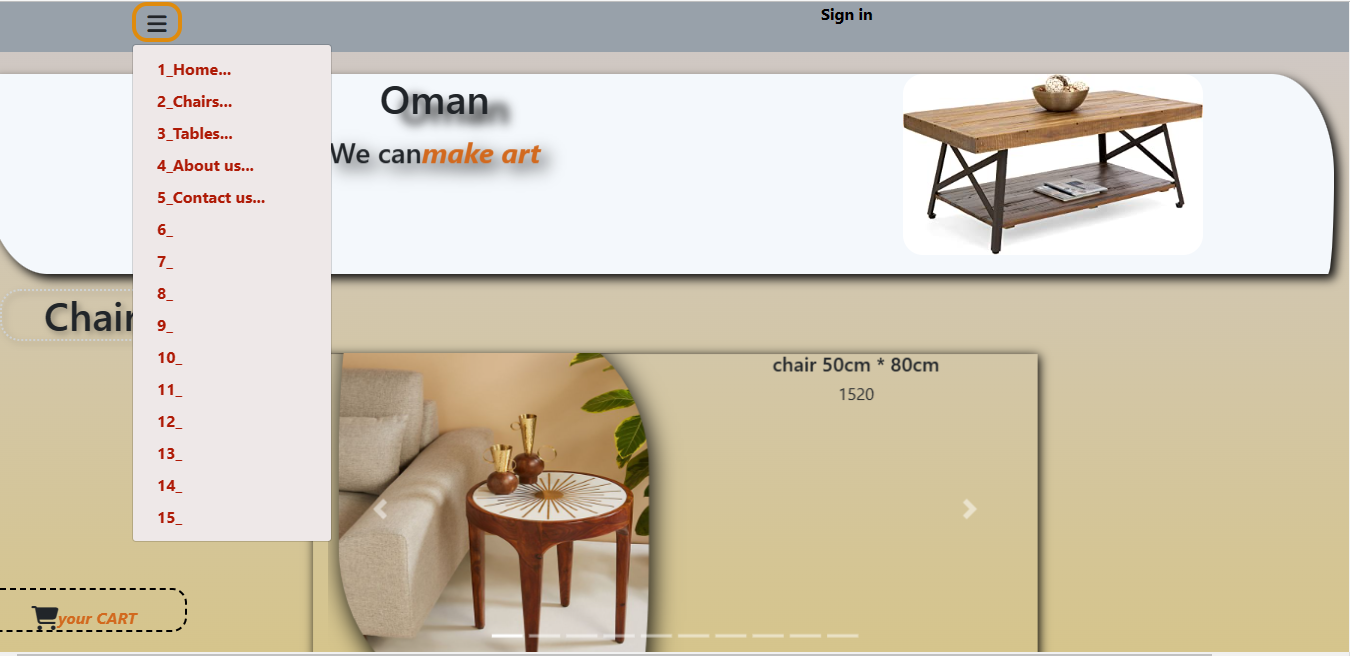 Sign in
1_Home...
2_Chairs...
3_Tables...
4_About us...
5_Contact us...
6_
7_
8_
9_
10_
11_
12_
13_
14_
15_
Oman
We canmake art
Chair
chair 50cm * 80cm
1520
your CART